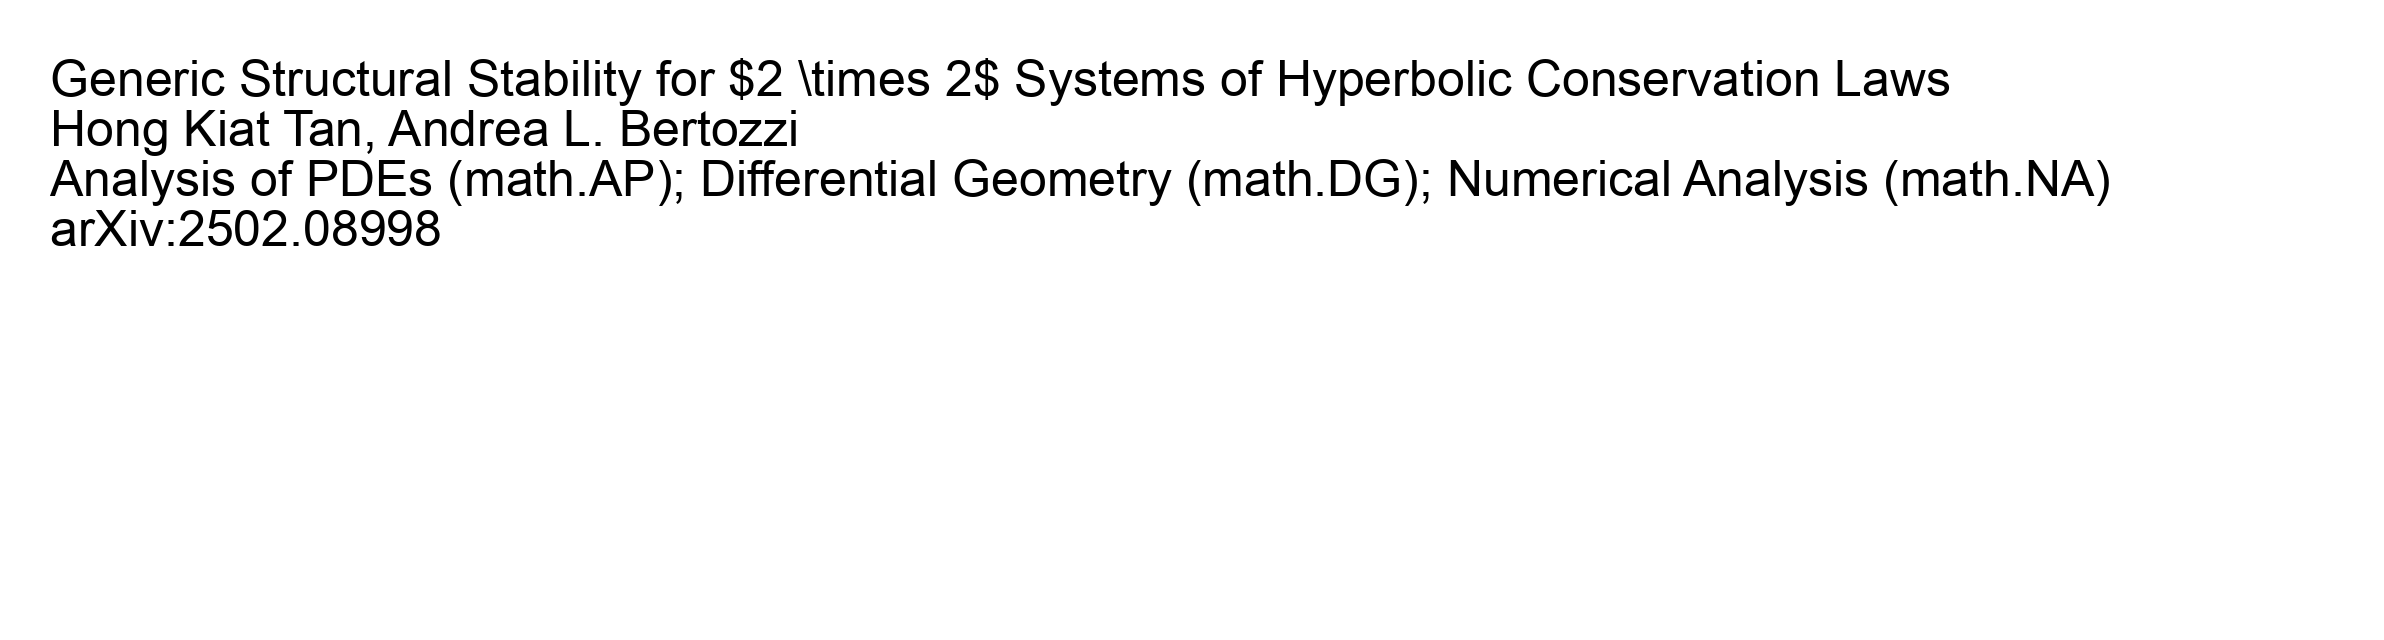 Generic Structural Stability for $2 \times 2$ Systems of Hyperbolic Conservation Laws
Hong Kiat Tan, Andrea L. Bertozzi
Analysis of PDEs (math.AP); Differential Geometry (math.DG); Numerical Analysis (math.NA)
arXiv:2502.08998